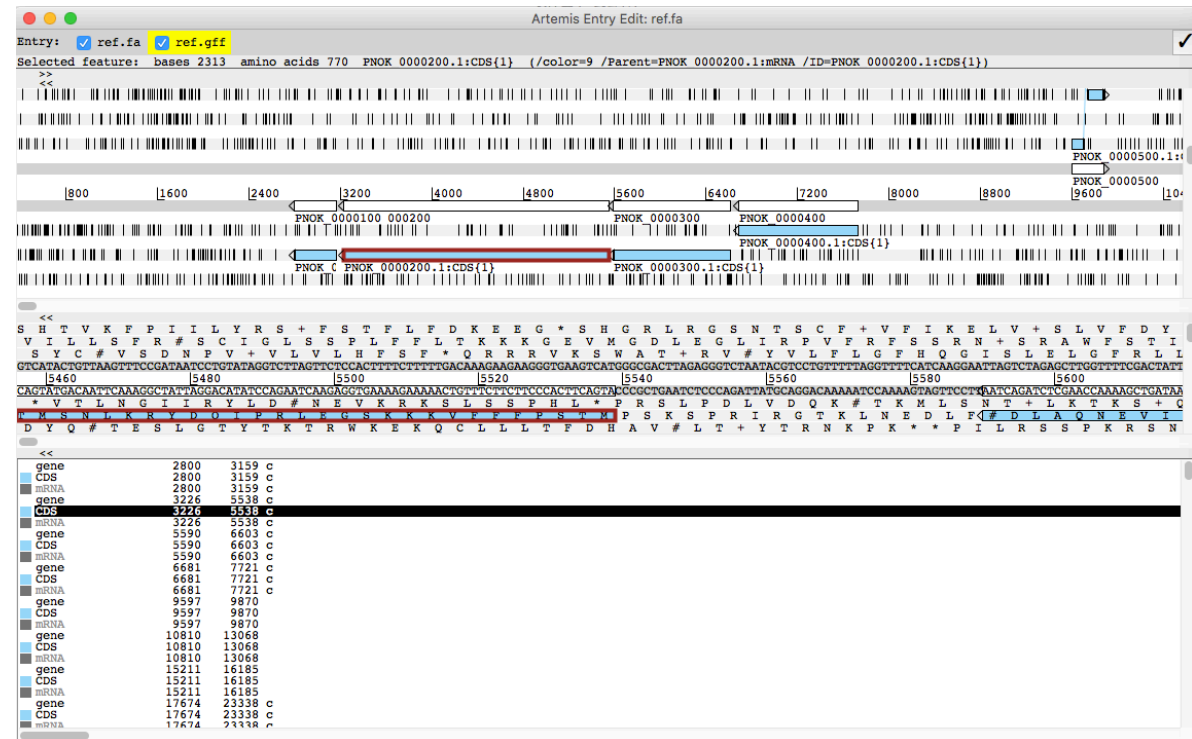 Artemis Entry Edit: ref.fa
Entry: ref.fa ref.gff
Selected feature: bases 2313 amino acids 770 PNOK_0000200.1:CDS{1} (/color=9 /Parent=PNOK_0000200.1:mRNA /ID=PNOK_0000200.1:CDS{1})
>>
<<
PNOK_0000500.1:
PNOK_0000500
800 1600 2400 3200 4000 4800 5600 6400 7200 8000 8800 9600
PNOK_0000100 000200 PNOK_0000300 PNOK_0000400
PNOK_0000400.1:CDS{1}
PNOK_0 PNOK_0000200.1:CDS{1} PNOK_0000300.1:CDS{1}
<<
S H T V K F P I I L Y R S + F S T F L F D K E E G * S H G R L R G S N T S C F + V F I K E L V + S L V F D Y
V I L L S F R # S C I G L S S P L F F L T K K K G E V M G D L E G L I R P V F R F S S R N + S R A W F S T I
S Y C # V S D N P V + V L V L H F S F * Q R R R V K S W A T + R V # Y V L F L G F H Q G I S L E L G F R L L
5460 5480 5500 5520 5540 5560 5580 5600
* V T L N G I I R Y L D # N E V K R K S L S S P H L * P R S L P D L V D Q K # T K M L S N T + L K T K S + Q
T M S N L K R Y D Q I P R L E G S K K K V F F F P S T M P S K S P R I R G T K L N E D L F # D L A Q N E V I
D Y Q # T E S L G T Y T K T R W K E K Q C L L L T F D H A V # L T + Y T R N K P K * * P I L R S S P K R S N
<<
gene 2800 3159 c
CDS 2800 3159 c
mRNA 2800 3159 c
gene 3226 5538 c
CDS 3226 5538 c
mRNA 3226 5538 c
gene 5590 6603 c
CDS 5590 6603 c
mRNA 5590 6603 c
gene 6681 7721 c
CDS 6681 7721 c
mRNA 6681 7721 c
gene 9597 9870
CDS 9597 9870
mRNA 9597 9870
gene 10810 13068
CDS 10810 13068
mRNA 10810 13068
gene 15211 16185
CDS 15211 16185
mRNA 15211 16185
gene 17674 23338 c
CDS 17674 23338 c
mRNA 17674 23338 c